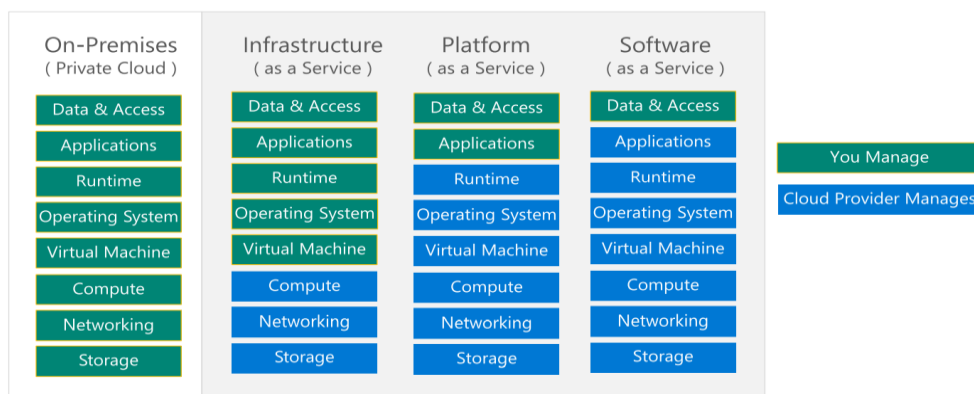 On-Premises
( Private Cloud )
Data & Access
Applications
Runtime
Operating System
Virtual Machine
Compute
Networking
Storage
Infrastructure
( as a Service )
Data & Access
Applications
Runtime
Operating System
Virtual Machine
Compute
Networking
Storage
Platform
( as a Service )
Data & Access
Applications
Runtime
Operating System
Virtual Machine
Compute
Networking
Storage
Software
( as a Service )
Data & Access
Applications
Runtime
Operating System
Virtual Machine
Compute
Networking
Storage
You Manage
Cloud Provider Manages